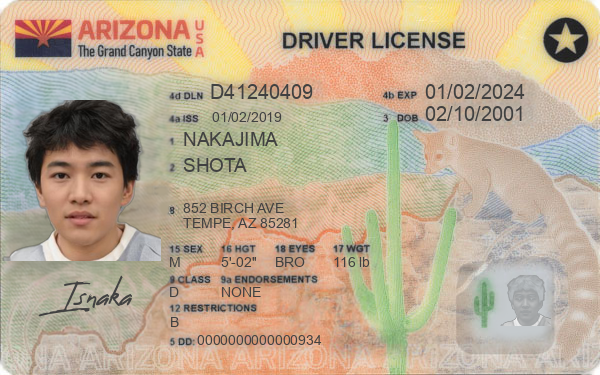 ARIZONA USA
The Grand Canyon State
DRIVER LICENSE
4d DLN D41240409
4b EXP 01/02/2024
4a ISS 01/02/2019
3 DOB 02/10/2001
1 NAKAJIMA
2 SHOTA
8 852 BIRCH AVE
TEMPE, AZ 85281
15 SEX 16 HGT 18 EYES 17 WGT
M 5'-02" BRO 116 lb
9 CLASS 9a ENDORSEMENTS
D NONE
12 RESTRICTIONS
B
5 DD: 0000000000000934
Isnaka
ARIZONA ARIZONA ARIZONA ARIZONA